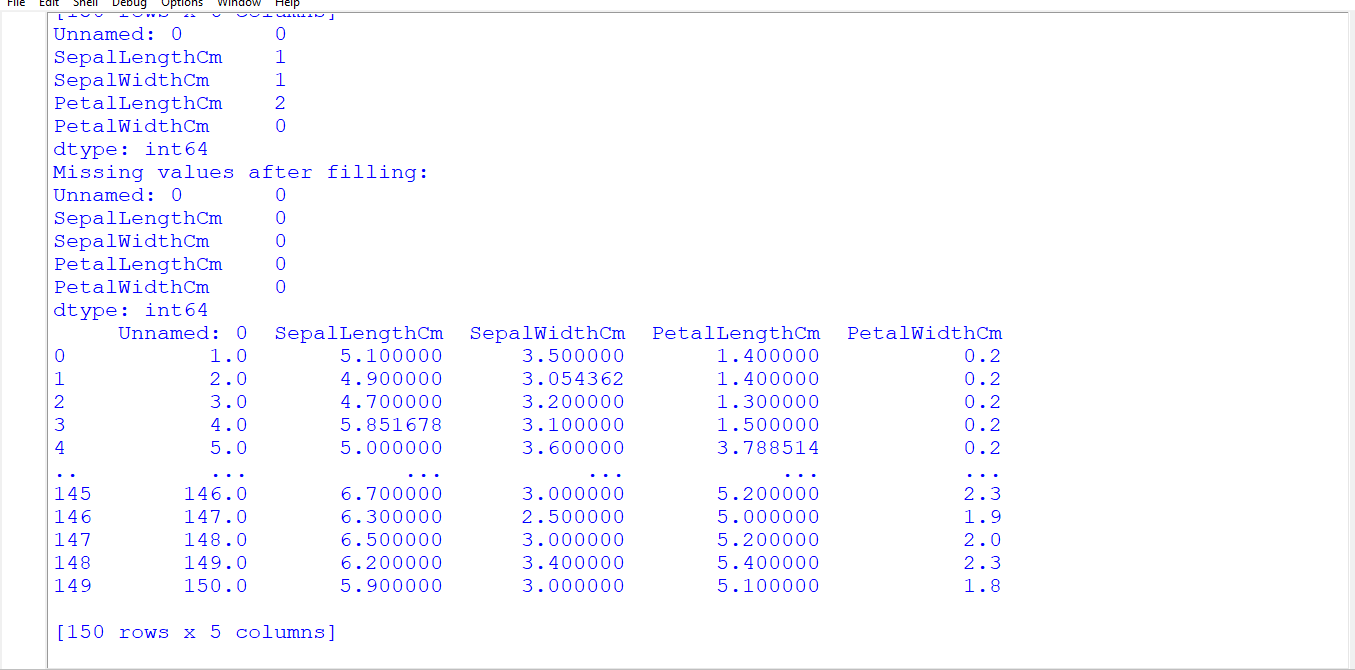 File Edit Shell Debug Options Window Help
[150 rows x 6 columns]
Unnamed: 0 0
SepalLengthCm 1
SepalWidthCm 1
PetalLengthCm 2
PetalWidthCm 0
dtype: int64
Missing values after filling:
Unnamed: 0 0
SepalLengthCm 0
SepalWidthCm 0
PetalLengthCm 0
PetalWidthCm 0
dtype: int64
Unnamed: 0 SepalLengthCm SepalWidthCm PetalLengthCm PetalWidthCm
0 1.0 5.100000 3.500000 1.400000 0.2
1 2.0 4.900000 3.054362 1.400000 0.2
2 3.0 4.700000 3.200000 1.300000 0.2
3 4.0 5.851678 3.100000 1.500000 0.2
4 5.0 5.000000 3.600000 3.788514 0.2
.. ... ... ... ... ...
145 146.0 6.700000 3.000000 5.200000 2.3
146 147.0 6.300000 2.500000 5.000000 1.9
147 148.0 6.500000 3.000000 5.200000 2.0
148 149.0 6.200000 3.400000 5.400000 2.3
149 150.0 5.900000 3.000000 5.100000 1.8
[150 rows x 5 columns]